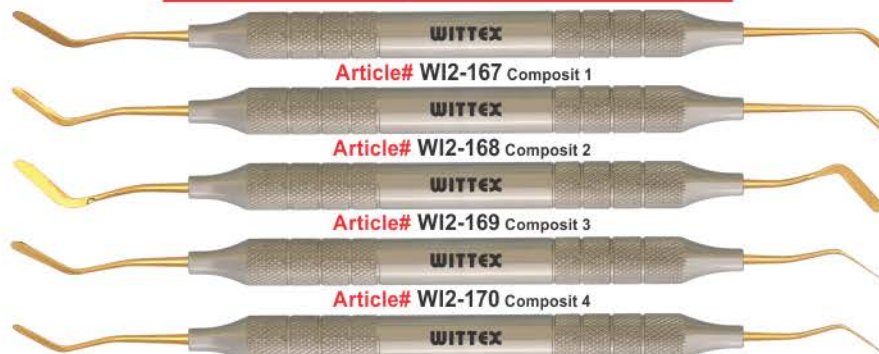 WITTEX
Article# WI2-167 Composit 1
WITTEX
Article# WI2-168 Composit 2
WITTEX
Article# WI2-169 Composit 3
WITTEX
Article# WI2-170 Composit 4
WITTEX